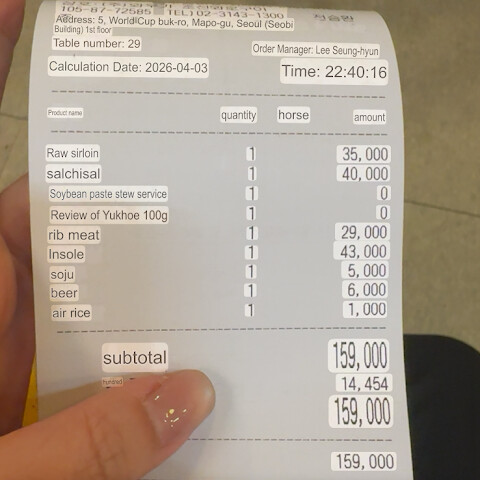 105-87-72585 TEL) 02-3143-1300
Address: 5, WorldCup buk-ro, Mapo-gu, Seoul (Seobi
Building) 1st floor
Table number: 29 Order Manager: Lee Seung-hyun
Calculation Date: 2026-04-03 Time: 22:40:16
Product name quantity horse amount
Raw sirloin 1 35,000
salchisal 1 40,000
Soybean paste stew service 1 0
Review of Yukhoe 100g 1 0
rib meat 1 29,000
Insole 1 43,000
soju 1 5,000
beer 1 6,000
air rice 1 1,000
subtotal 159,000
hundred 14,454
159,000
159,000